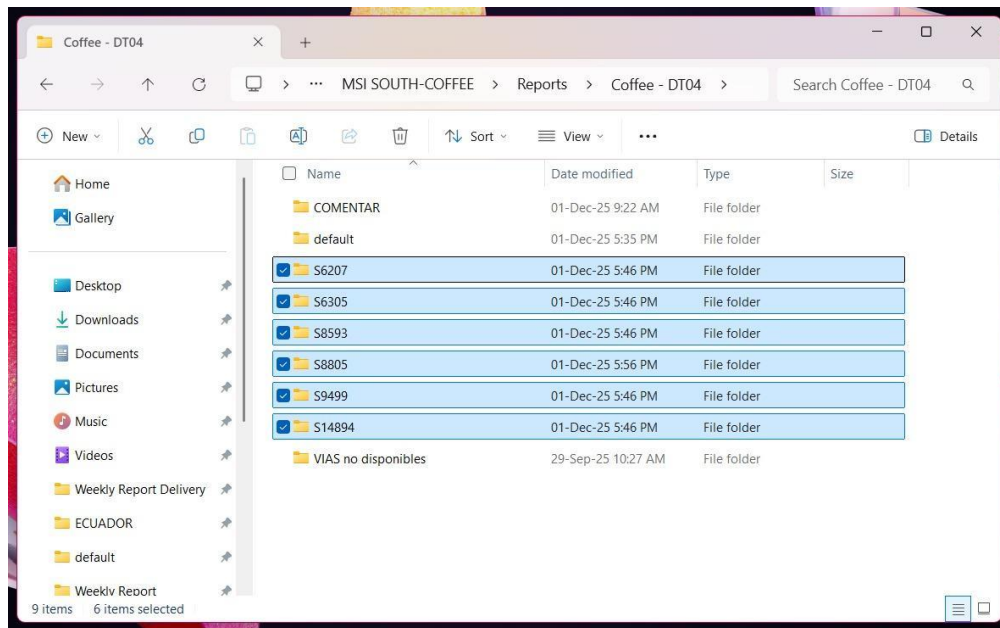 Coffee - DT04
MSI SOUTH-COFFEE > Reports > Coffee - DT04 >
Search Coffee - DT04
New
Sort
View
Details
Home
Gallery
Desktop
Downloads
Documents
Pictures
Music
Videos
Weekly Report Delivery
ECUADOR
default
Weekly Report
Name Date modified Type Size
COMENTAR 01-Dec-25 9:22 AM File folder
default 01-Dec-25 5:35 PM File folder
S6207 01-Dec-25 5:46 PM File folder
S6305 01-Dec-25 5:46 PM File folder
S8593 01-Dec-25 5:46 PM File folder
S8805 01-Dec-25 5:56 PM File folder
S9499 01-Dec-25 5:46 PM File folder
S14894 01-Dec-25 5:46 PM File folder
VIAS no disponibles 29-Sep-25 10:27 AM File folder
9 items 6 items selected